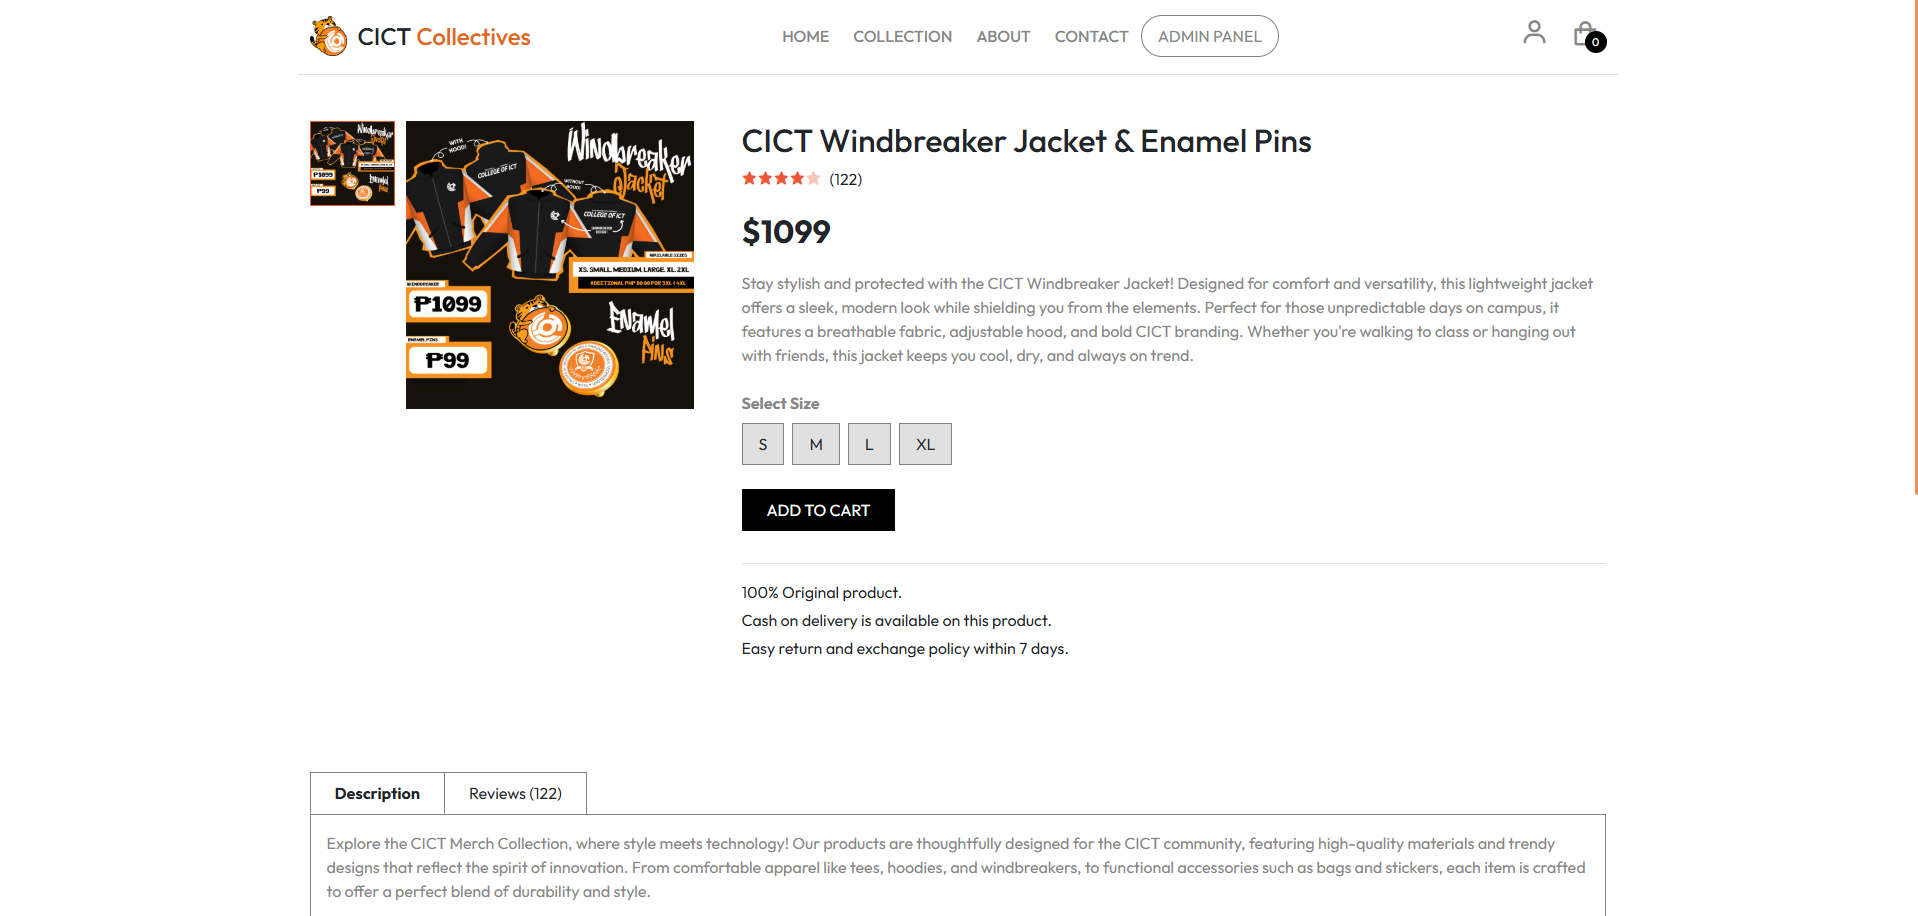 CICT Collectives
HOME
COLLECTION
ABOUT
CONTACT
ADMIN PANEL
0
WITH HOOD!
COLLEGE OF ICT
Windbreaker
Jacket
WITHOUT HOOD!
COLLEGE OF ICT
AVAILABLE SIZES
XS, SMALL, MEDIUM, LARGE, XL, 2XL
ADDITIONAL PHP 50.00 FOR 3XL & 4XL
WINDBREAKER
₱1099
ENAMEL PINS
₱99
Enamel
Pins
CICT Windbreaker Jacket & Enamel Pins
(122)
$1099
Stay stylish and protected with the CICT Windbreaker Jacket! Designed for comfort and versatility, this lightweight jacket
offers a sleek, modern look while shielding you from the elements. Perfect for those unpredictable days on campus, it
features a breathable fabric, adjustable hood, and bold CICT branding. Whether you're walking to class or hanging out
with friends, this jacket keeps you cool, dry, and always on trend.
Select Size
S
M
L
XL
ADD TO CART
100% Original product.
Cash on delivery is available on this product.
Easy return and exchange policy within 7 days.
Description
Reviews (122)
Explore the CICT Merch Collection, where style meets technology! Our products are thoughtfully designed for the CICT community, featuring high-quality materials and trendy
designs that reflect the spirit of innovation. From comfortable apparel like tees, hoodies, and windbreakers, to functional accessories such as bags and stickers, each item is crafted
to offer a perfect blend of durability and style.